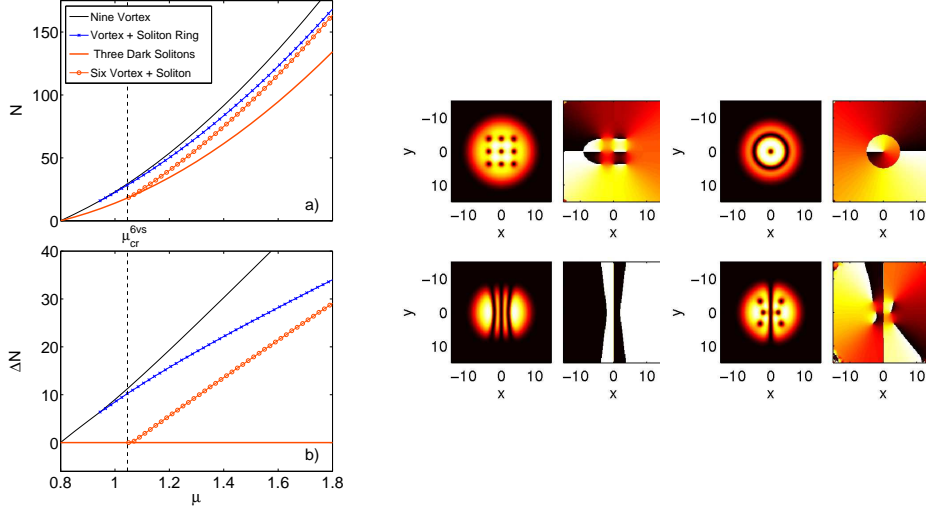 Nine Vortex
Vortex + Soliton Ring
Three Dark Solitons
Six Vortex + Soliton
150
100
50
0
N
a)
μ_cr^6vs
40
30
20
10
0
ΔN
b)
0.8 1 1.2 1.4 1.6 1.8
μ
-10
0
10
y
-10 0 10
x
-10 0 10
x
-10
0
10
y
-10 0 10
x
-10 0 10
x
-10
0
10
y
-10 0 10
x
-10 0 10
x
-10
0
10
y
-10 0 10
x
-10 0 10
x